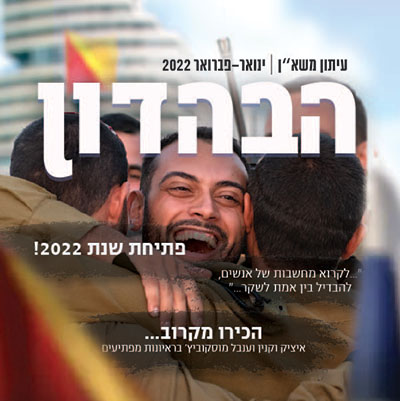 עיתון משא"ן | ינואר-פברואר 2022
הבהדון
פתיחת שנת 2022!
"...לקרוא מחשבות של אנשים,
להבדיל בין אמת לשקר..."
הכירו מקרוב...
איציק וקנין וענבל מוסקוביץ' בראיונות מפתיעים